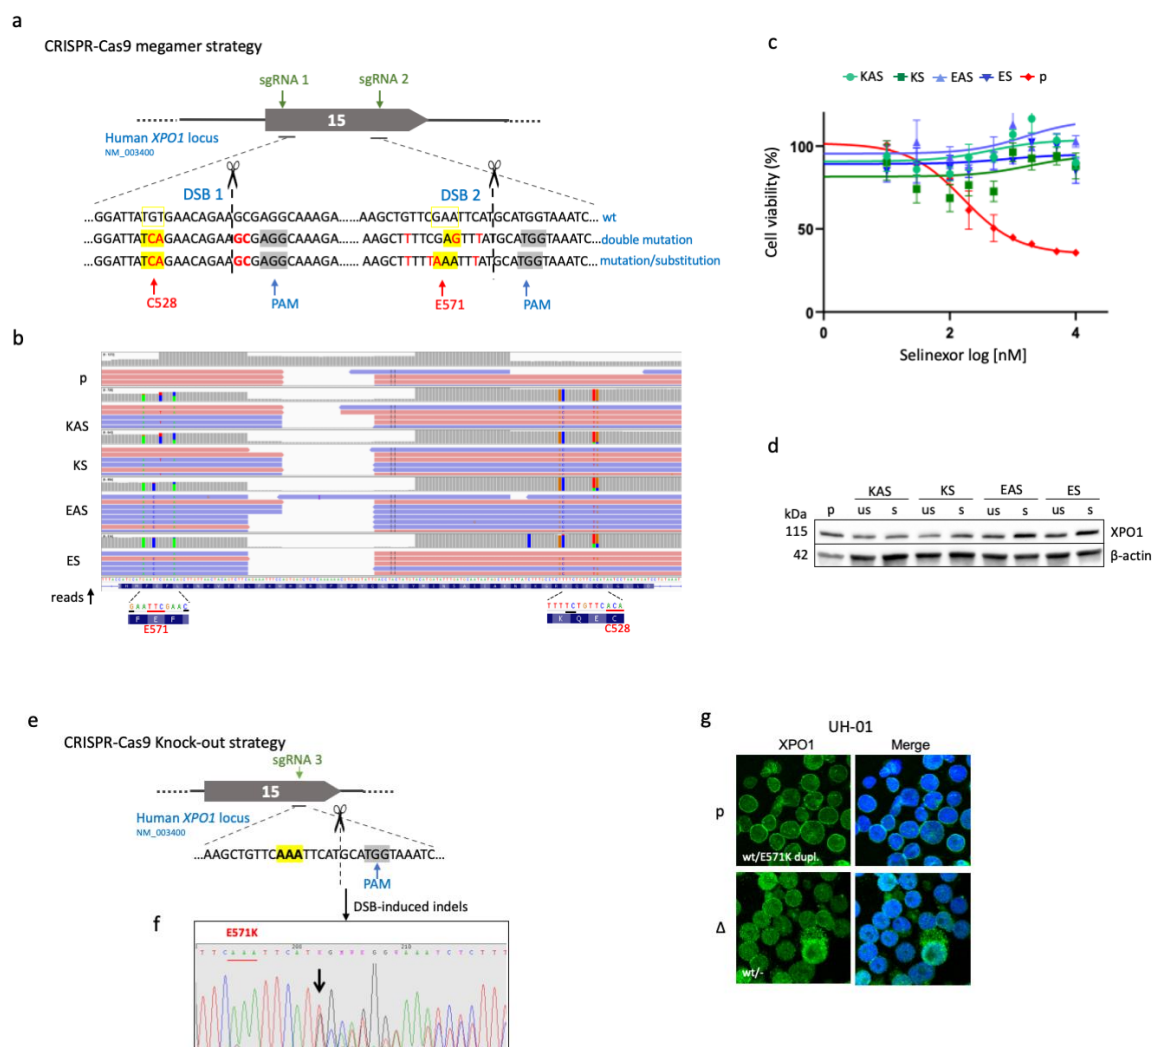 a
CRISPR-Cas9 megamer strategy
sgRNA 1
sgRNA 2
15
Human XPO1 locus
NM_003400
DSB 1
DSB 2
...GGATTATGTGAACAGAAGCGAGGCAAAGA...... AAGCTGTTCGAATTCATGCATGGTAAATC... wt
...GGATTATCAGAACAGAAGCGAGGCAAAGA...... AAGCTTTTCGAGTTTATGCATGGTAAATC... double mutation
...GGATTATCAGAACAGAAGCGAGGCAAAGA...... AAGCTTTTTAAATTTATGCATGGTAAATC... mutation/substitution
C528
PAM
E571
PAM
b
p
KAS
KS
EAS
ES
reads
GAATTCGAAC
F E F
E571
TTTTCTGTTCACA
K Q E C
C528
c
KAS KS EAS ES p
Cell viability (%)
100
50
0
0 2 4
Selinexor log [nM]
d
KAS KS EAS ES
kDa p us s us s us s us s
115 XPO1
42 β-actin
e
CRISPR-Cas9 Knock-out strategy
sgRNA 3
15
Human XPO1 locus
NM_003400
...AAGCTGTTCAAATTCATGCATGGTAAATC...
PAM
DSB-induced indels
f
E571K
g
UH-01
XPO1 Merge
p
wt/E571K dupl.
Δ
wt/-